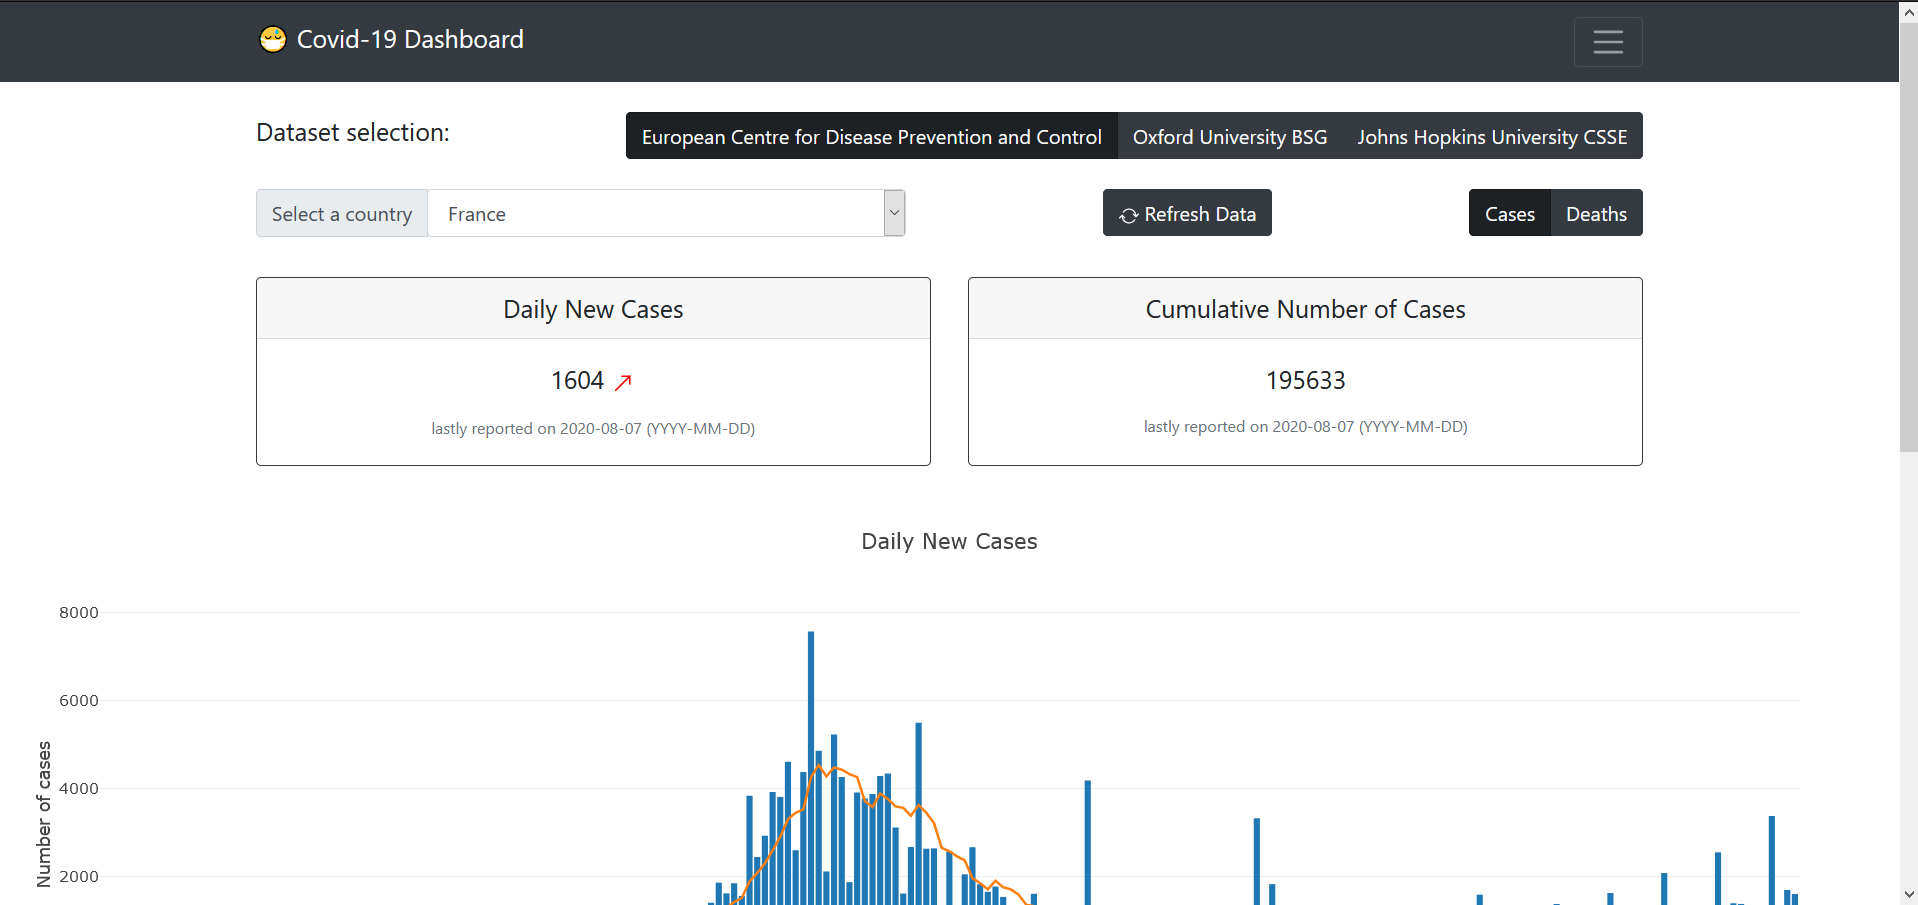 Covid-19 Dashboard
Dataset selection:
European Centre for Disease Prevention and Control
Oxford University BSG
Johns Hopkins University CSSE
Select a country
France
Refresh Data
Cases
Deaths
Daily New Cases
1604
lastly reported on 2020-08-07 (YYYY-MM-DD)
Cumulative Number of Cases
195633
lastly reported on 2020-08-07 (YYYY-MM-DD)
Daily New Cases
8000
6000
4000
2000
Number of cases